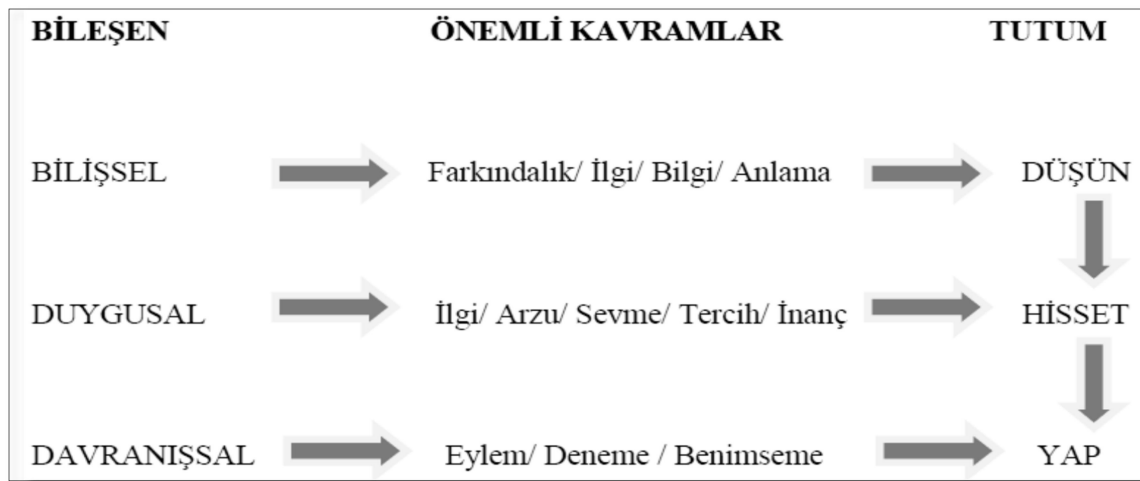 BİLEŞEN ÖNEMLİ KAVRAMLAR TUTUM
BİLİŞSEL Farkındalık/ İlgi/ Bilgi/ Anlama DÜŞÜN
DUYGUSAL İlgi/ Arzu/ Sevme/ Tercih/ İnanç HİSSET
DAVRANIŞSAL Eylem/ Deneme / Benimseme YAP